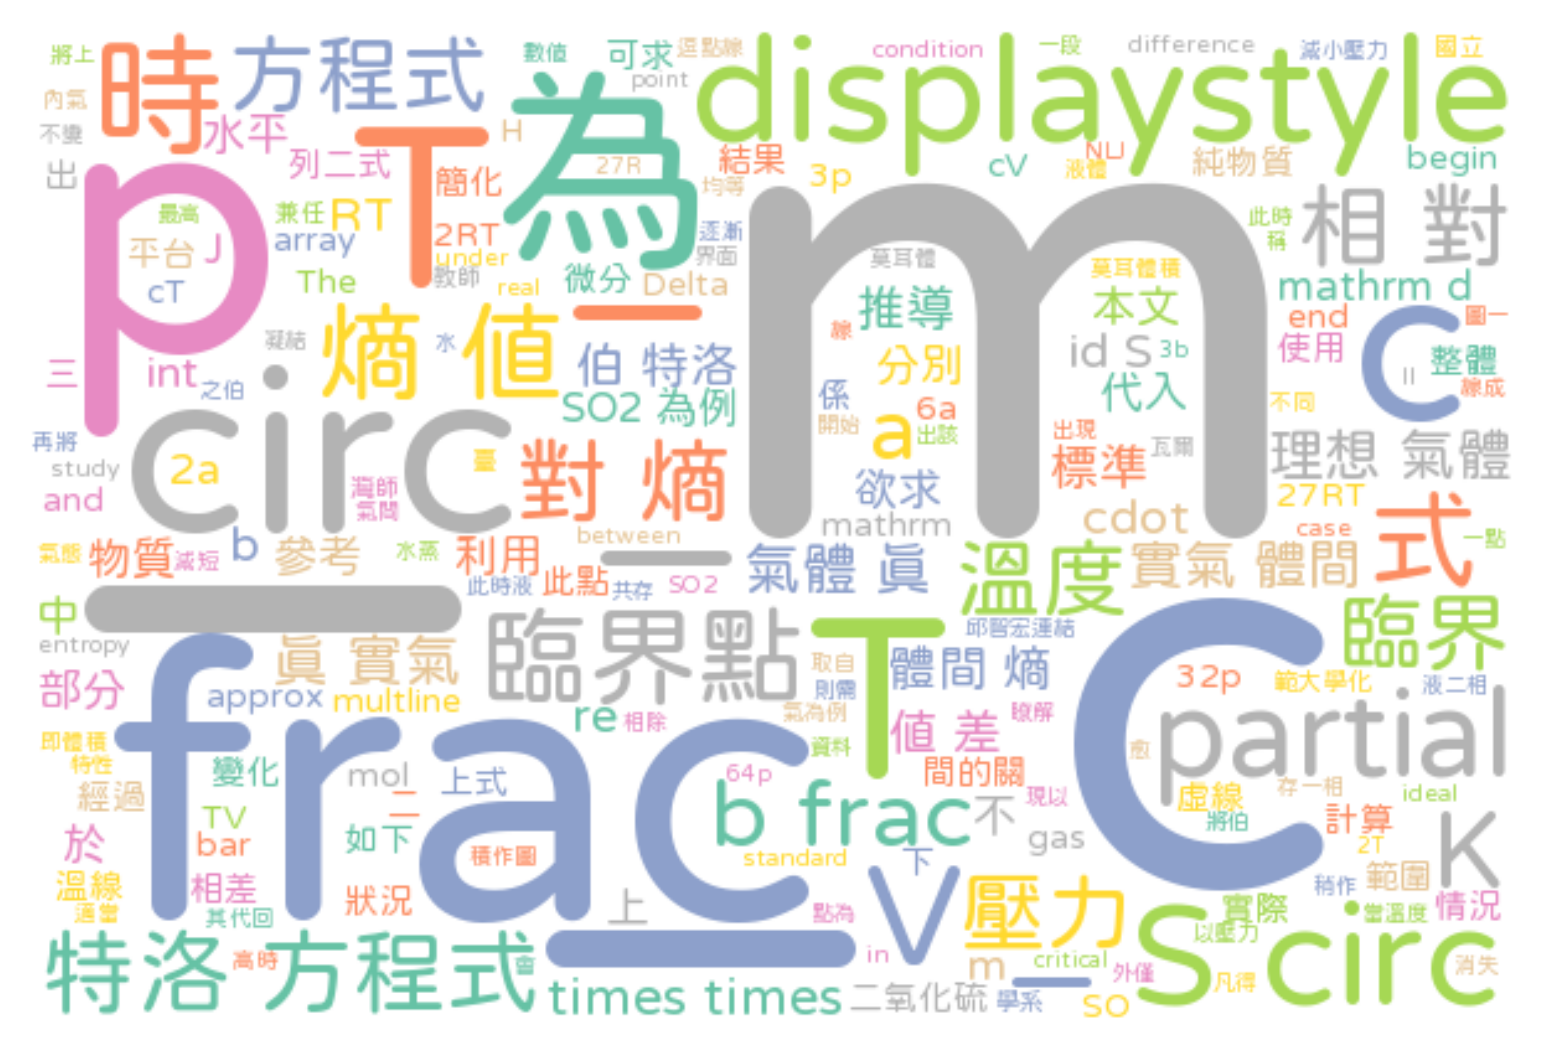 將上 時 方程式 數值 可求 逗點線 condition 一段 difference 減小壓力 國立
內氣 point displaystyle
不變 水平 為 H
出 列二式 T 簡化 27R 結果 3p cV 液體 純物質 begin
p 最高 兼任 RT 2RT 均等 m 此時 相 對
平台 J array under 逐漸 界面 莫耳體 莫耳體積 稱
cT The 教師 real 微分 Delta 推導 本文 mathrm d
凝結 熵 值 水 一 線 id S 3b end C 圖一
三 int 之伯 伯 特洛 分別 代入 使用 整體
circ SO2 為例 係 6a 不同 線成
再將 2a 臺 對 熵 開始 a 出該 出現 瓦爾 理想 氣體
study 欲求 標準 27RT
and between mathrm cdot case 式 一點
氣態 物質 減短 b 參考 水蒸 利用 氣體 真 溫度 實氣 體間
中 此時液 此點 共存 SO2 臨界
entropy frac 真 實氣 臨界點 T 邱智宏連結 C
部分 approx multline 取自 體間 熵 32p 範大學化 液二相
re 相除 則需 氣為例 值 差 瞭解 partial
即體積 特性 變化 mol 上式 64p 資料 間的關 愈
經過 TV 二 b frac 不 現以 虛線 存一相 ideal
於 bar 如下 積作圖 standard gas 將伯 計算 K
溫線 相差 狀況 上 下 2T 範圍
適當 其代回 點為 V 壓力 稍作 實際 當溫度 情況
特洛 方程式 高時 會 in critical S circ 以壓力 消失
times times m 外僅 凡得
二氧化硫 學系 SO